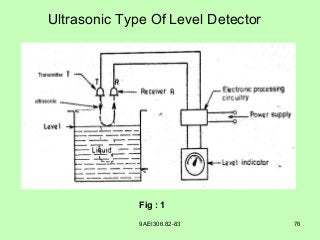 Ultrasonic Type Of Level Detector
Transmitter T
T R
Receiver R
Electronic processing
circuitry
ultrasonic
Power supply
Level
Liquid
Level indicator
Fig : 1
9AEI306.82-83
76